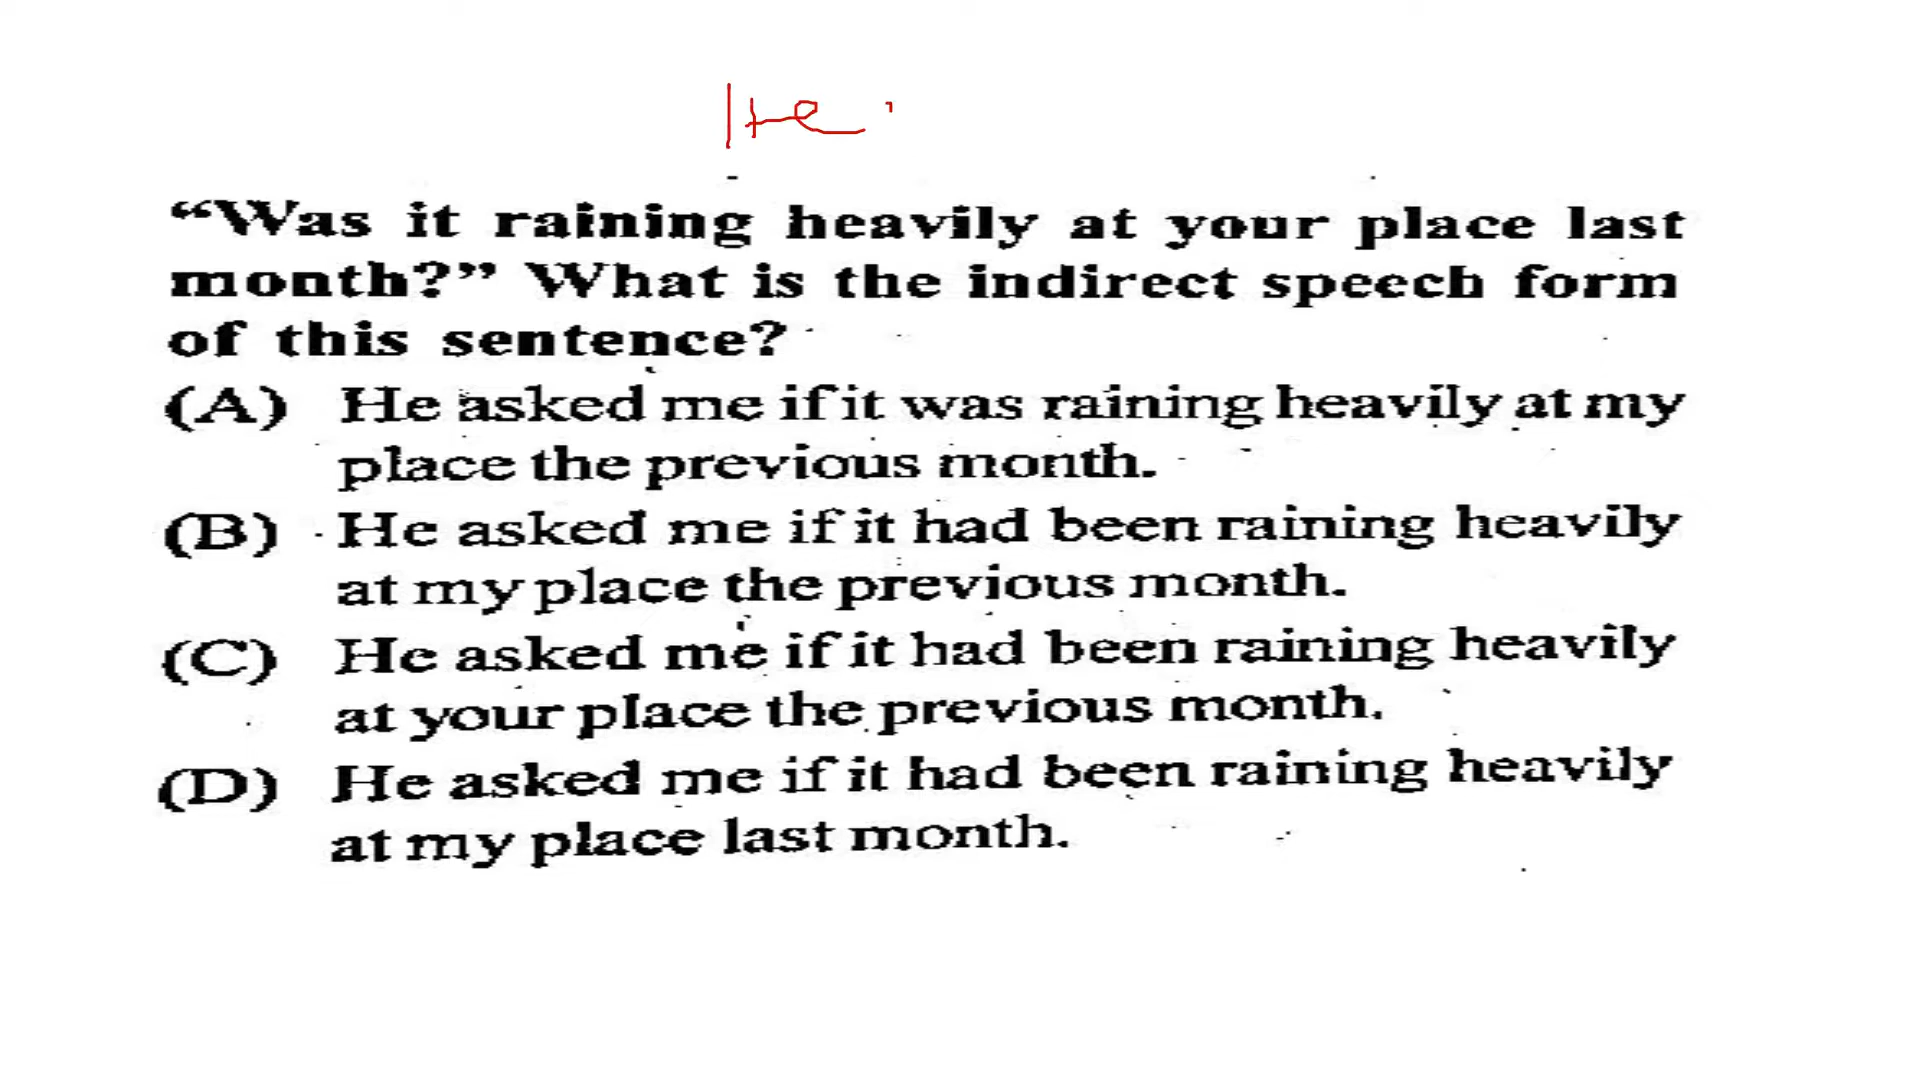 He
“Was it raining heavily at your place last
month?” What is the indirect speech form
of this sentence?
(A) He asked me if it was raining heavily at my
place the previous month.
(B) He asked me if it had been raining heavily
at my place the previous month.
(C) He asked me if it had been raining heavily
at your place the previous month.
(D) He asked me if it had been raining heavily
at my place last month.